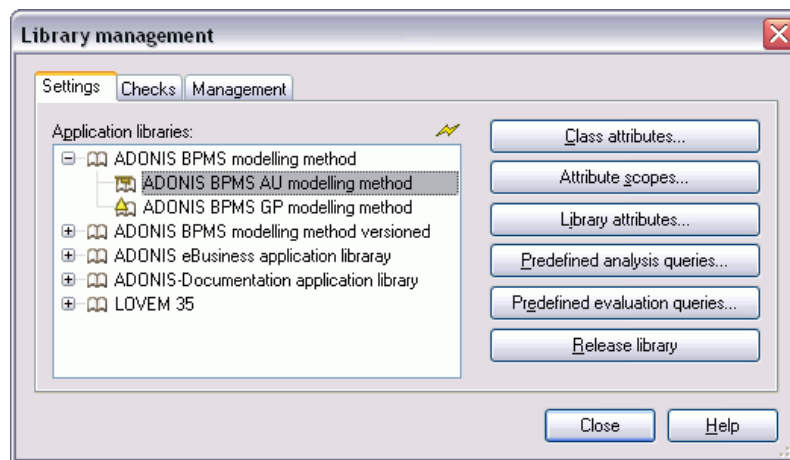 Library management
Settings
Checks
Management
Application libraries:
ADONIS BPMS modelling method
ADONIS BPMS AU modelling method
ADONIS BPMS GP modelling method
ADONIS BPMS modelling method versioned
ADONIS eBusiness application libraray
ADONIS-Documentation application library
LOVEM 35
Class attributes...
Attribute scopes...
Library attributes...
Predefined analysis queries...
Predefined evaluation queries...
Release library
Close
Help